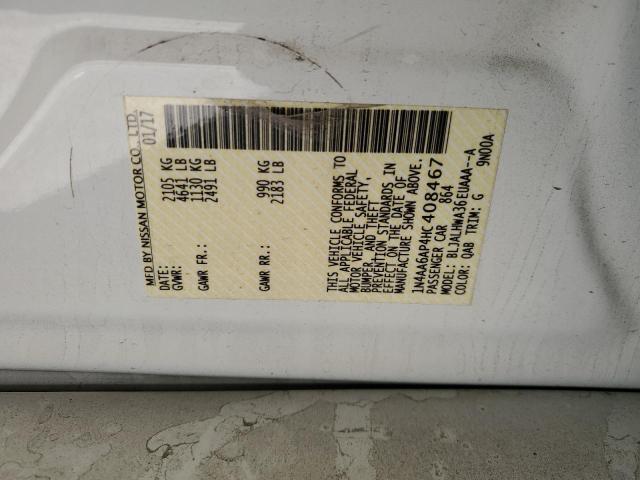 MFD BY NISSAN MOTOR CO., LTD.
DATE: 01/17
GVWR: 2105 KG
4641 LB
GAWR FR.: 1130 KG
2491 LB
GAWR RR.: 990 KG
2183 LB
THIS VEHICLE CONFORMS TO
ALL APPLICABLE FEDERAL
MOTOR VEHICLE SAFETY,
BUMPER, AND THEFT
PREVENTION STANDARDS IN
EFFECT ON THE DATE OF
MANUFACTURE SHOWN ABOVE.
1N4AA6AP4HC408467
PASSENGER CAR 864
MODEL: BLJALHWA36EUAAA--A
COLOR: QAB TRIM: G 9N00A